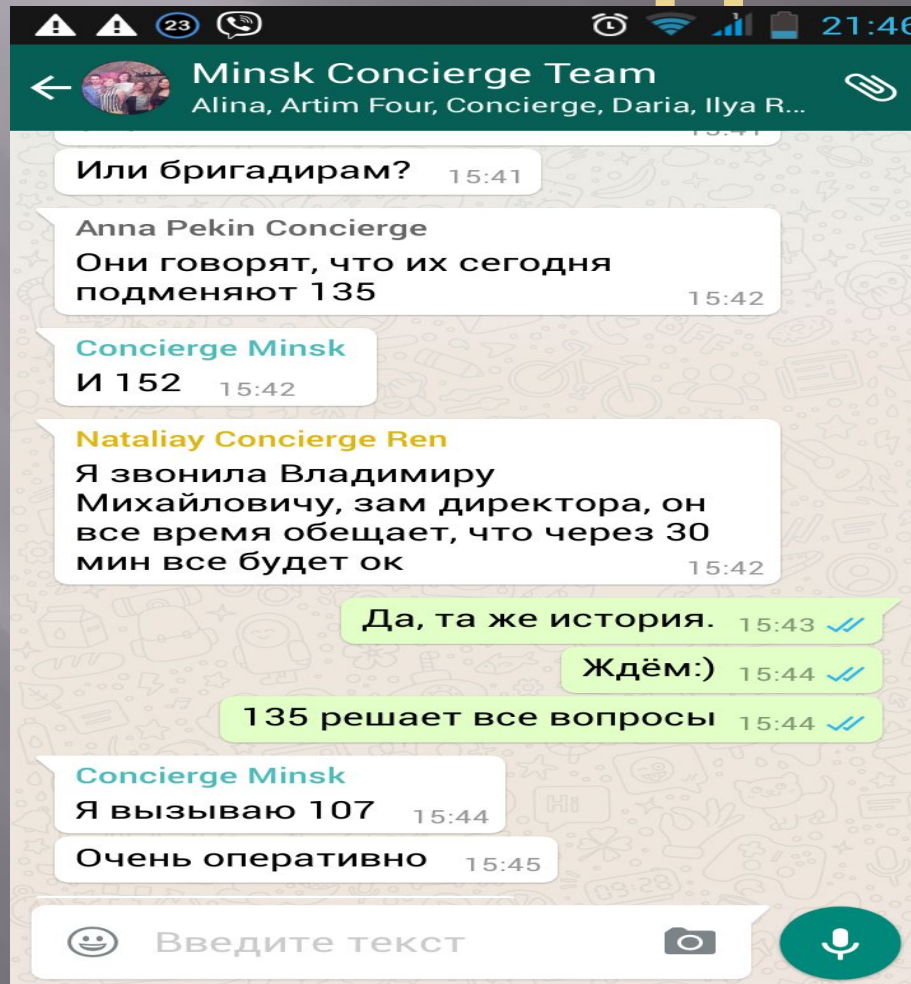 23
21:46
Minsk Concierge Team
Alina, Artim Four, Concierge, Daria, Ilya R...
15:41
Или бригадирам? 15:41
Anna Pekin Concierge
Они говорят, что их сегодня
подменяют 135
15:42
Concierge Minsk
И 152 15:42
Nataliay Concierge Ren
Я звонила Владимиру
Михайловичу, зам директора, он
все время обещает, что через 30
мин все будет ок
15:42
Да, та же история. 15:43
Ждём:) 15:44
135 решает все вопросы 15:44
Concierge Minsk
Я вызываю 107 15:44
Очень оперативно 15:45
Введите текст